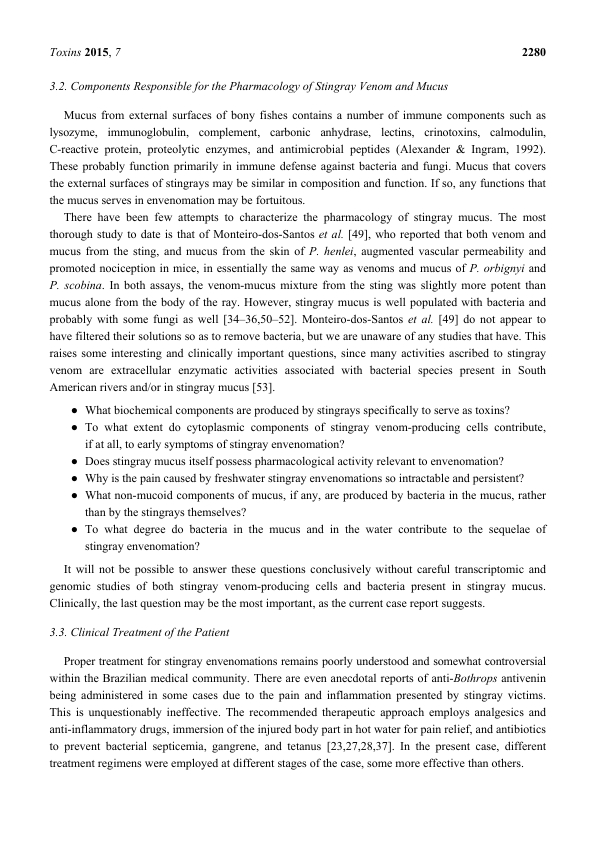 Toxins 2015, 7 2280
3.2. Components Responsible for the Pharmacology of Stingray Venom and Mucus
Mucus from external surfaces of bony fishes contains a number of immune components such as
lysozyme, immunoglobulin, complement, carbonic anhydrase, lectins, crinotoxins, calmodulin,
C-reactive protein, proteolytic enzymes, and antimicrobial peptides (Alexander & Ingram, 1992).
These probably function primarily in immune defense against bacteria and fungi. Mucus that covers
the external surfaces of stingrays may be similar in composition and function. If so, any functions that
the mucus serves in envenomation may be fortuitous.
There have been few attempts to characterize the pharmacology of stingray mucus. The most
thorough study to date is that of Monteiro-dos-Santos et al. [49], who reported that both venom and
mucus from the sting, and mucus from the skin of P. henlei, augmented vascular permeability and
promoted nociception in mice, in essentially the same way as venoms and mucus of P. orbignyi and
P. scobina. In both assays, the venom-mucus mixture from the sting was slightly more potent than
mucus alone from the body of the ray. However, stingray mucus is well populated with bacteria and
probably with some fungi as well [34–36,50–52]. Monteiro-dos-Santos et al. [49] do not appear to
have filtered their solutions so as to remove bacteria, but we are unaware of any studies that have. This
raises some interesting and clinically important questions, since many activities ascribed to stingray
venom are extracellular enzymatic activities associated with bacterial species present in South
American rivers and/or in stingray mucus [53].
● What biochemical components are produced by stingrays specifically to serve as toxins?
● To what extent do cytoplasmic components of stingray venom-producing cells contribute,
if at all, to early symptoms of stingray envenomation?
● Does stingray mucus itself possess pharmacological activity relevant to envenomation?
● Why is the pain caused by freshwater stingray envenomations so intractable and persistent?
● What non-mucoid components of mucus, if any, are produced by bacteria in the mucus, rather
than by the stingrays themselves?
● To what degree do bacteria in the mucus and in the water contribute to the sequelae of
stingray envenomation?
It will not be possible to answer these questions conclusively without careful transcriptomic and
genomic studies of both stingray venom-producing cells and bacteria present in stingray mucus.
Clinically, the last question may be the most important, as the current case report suggests.
3.3. Clinical Treatment of the Patient
Proper treatment for stingray envenomations remains poorly understood and somewhat controversial
within the Brazilian medical community. There are even anecdotal reports of anti-Bothrops antivenin
being administered in some cases due to the pain and inflammation presented by stingray victims.
This is unquestionably ineffective. The recommended therapeutic approach employs analgesics and
anti-inflammatory drugs, immersion of the injured body part in hot water for pain relief, and antibiotics
to prevent bacterial septicemia, gangrene, and tetanus [23,27,28,37]. In the present case, different
treatment regimens were employed at different stages of the case, some more effective than others.